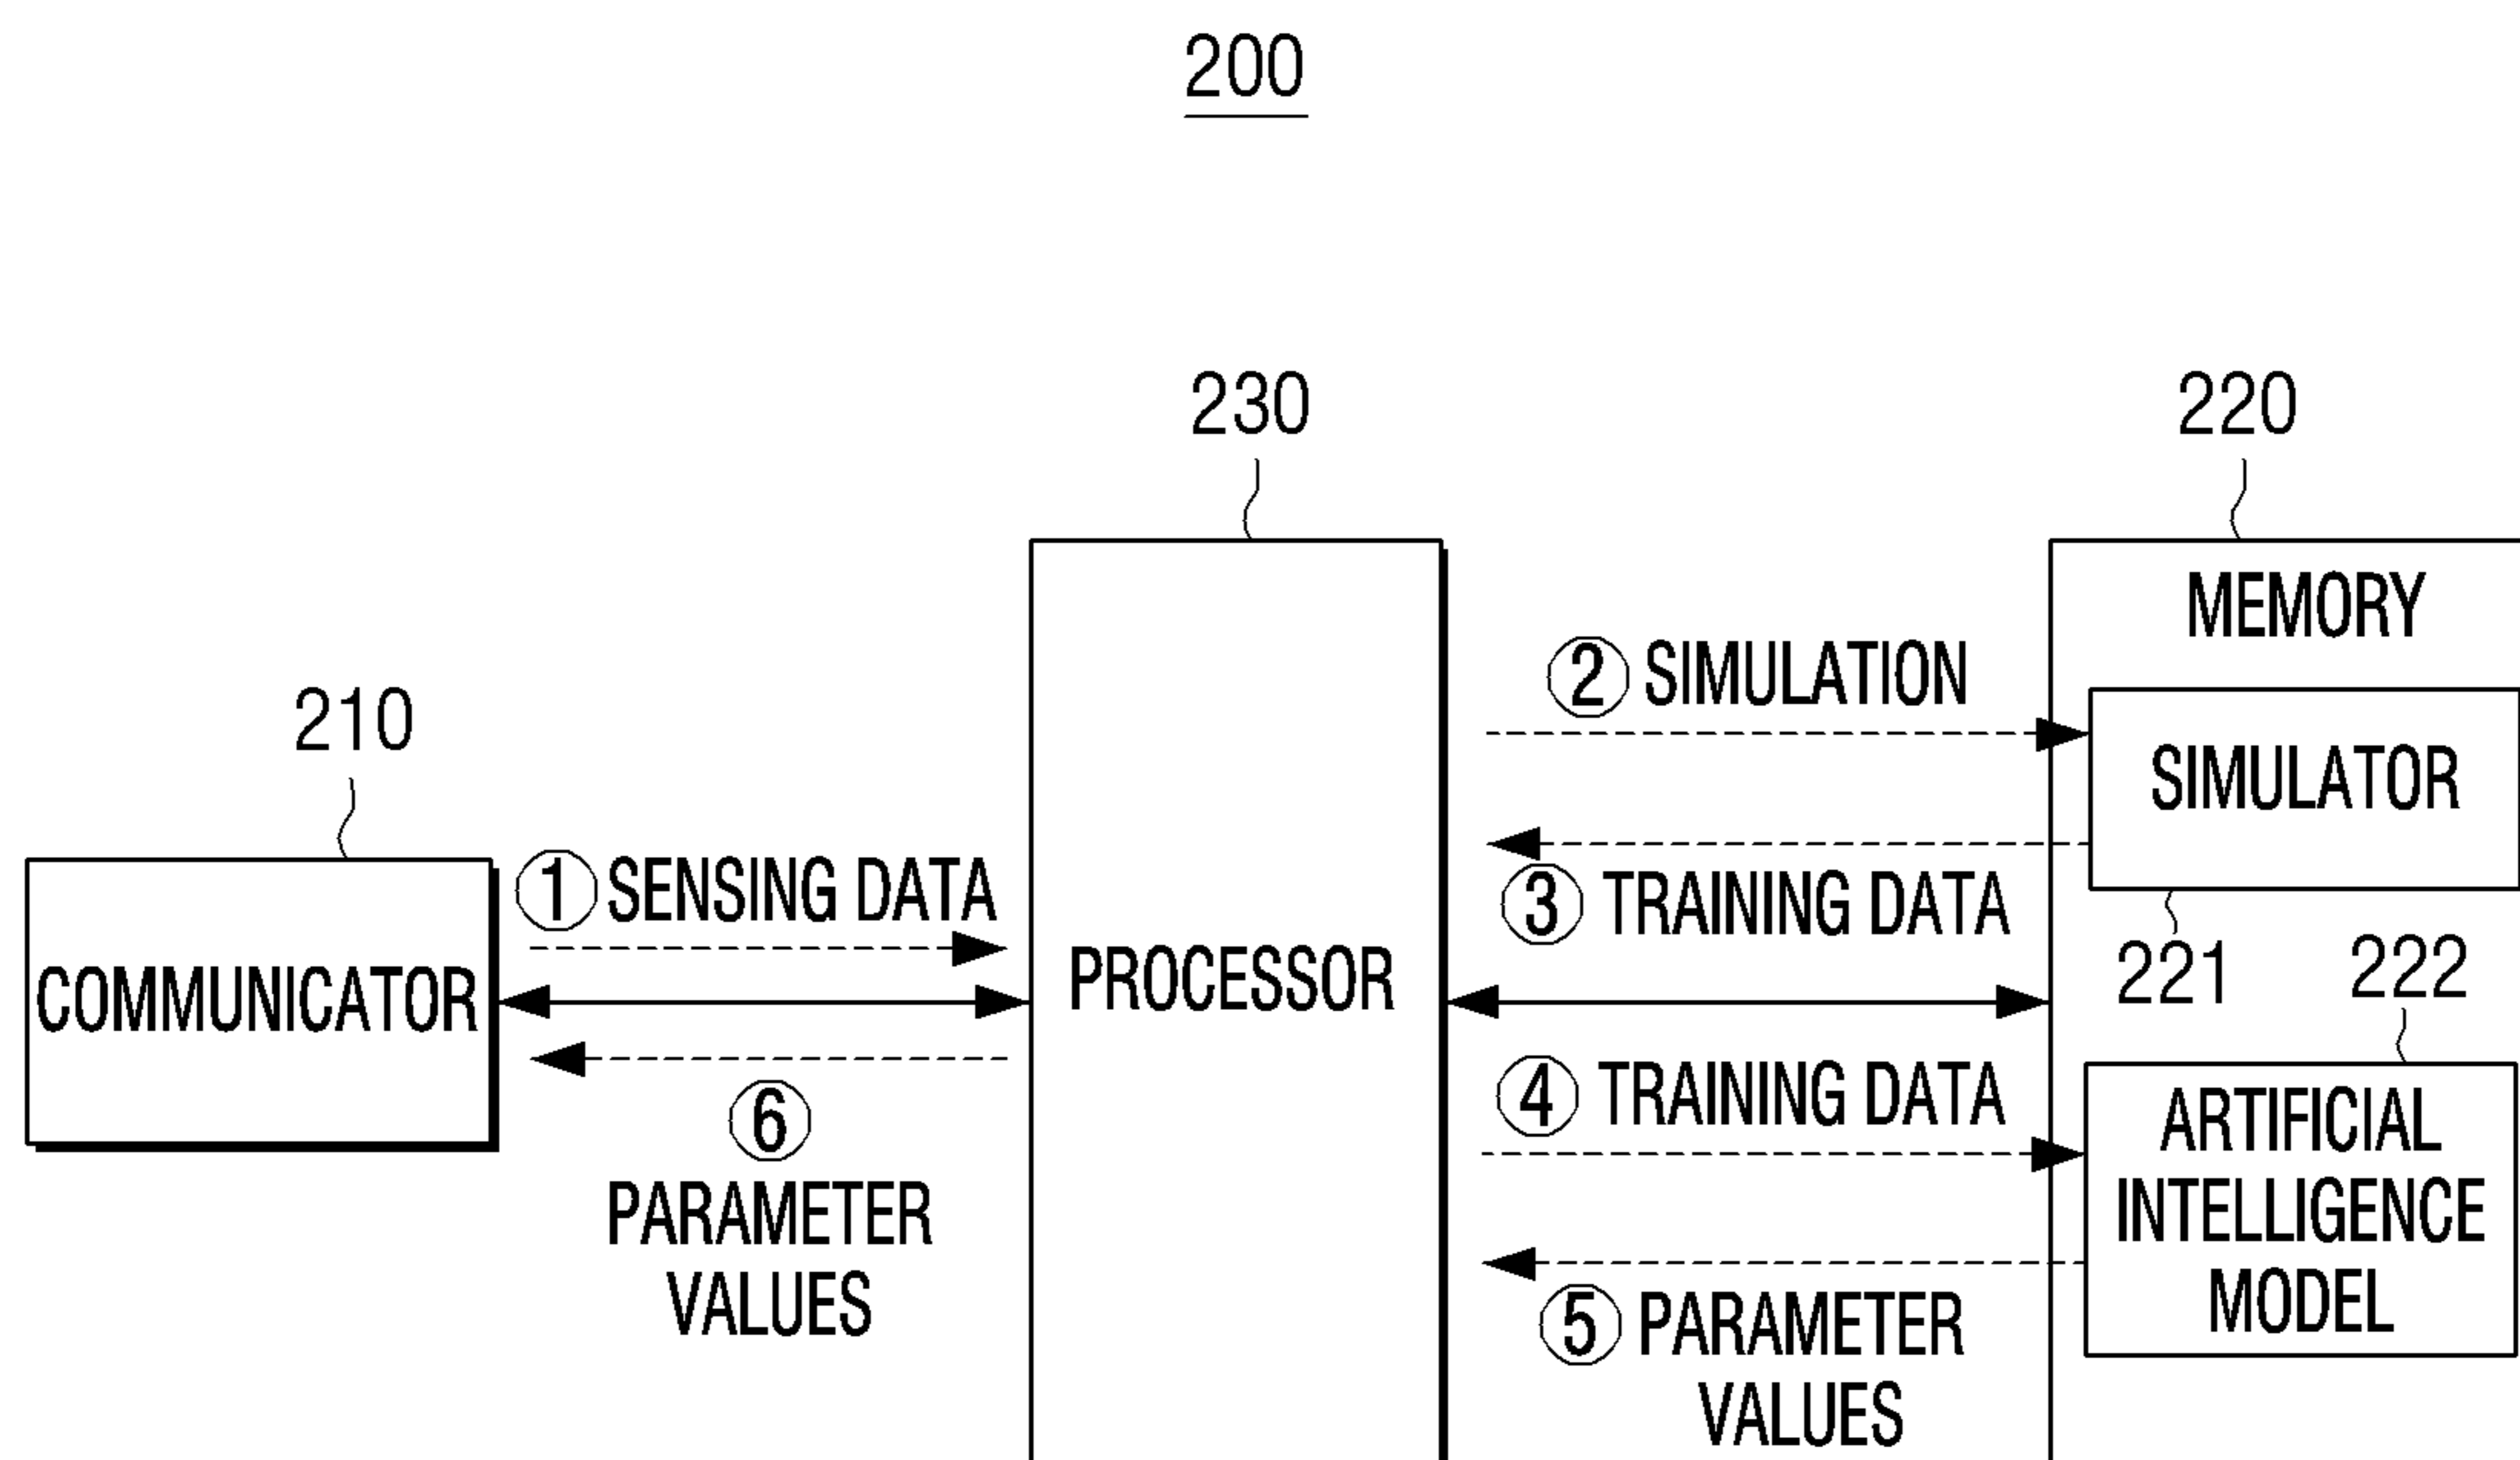 200
230
220
MEMORY
② SIMULATION
210
SIMULATOR
① SENSING DATA
③ TRAINING DATA
COMMUNICATOR
PROCESSOR
221
222
④ TRAINING DATA
⑥
PARAMETER
VALUES
ARTIFICIAL
INTELLIGENCE
MODEL
⑤ PARAMETER
VALUES